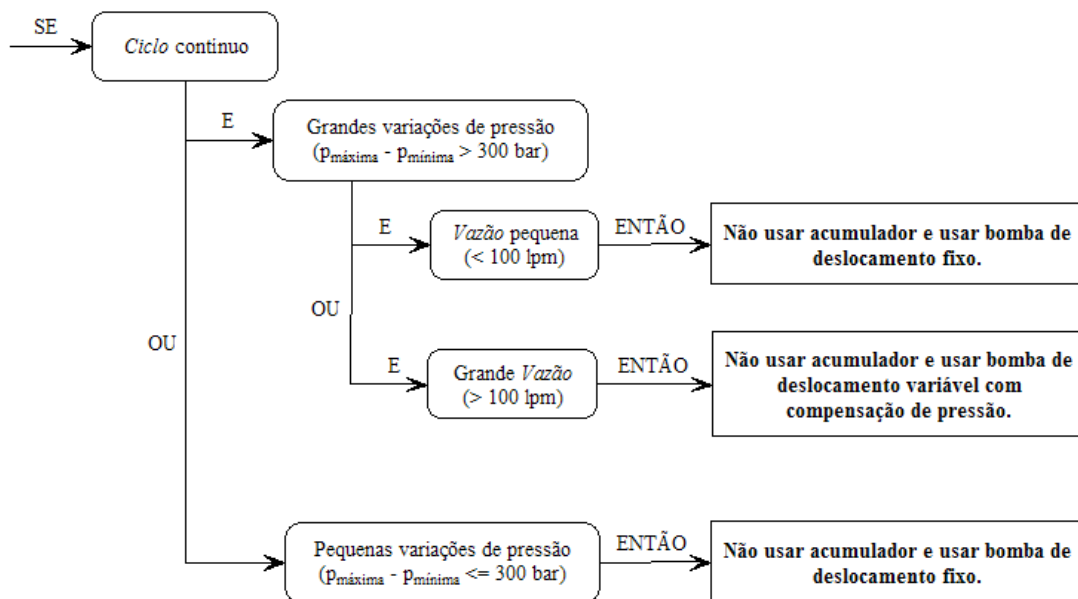 SE
Ciclo continuo
E
Grandes variações de pressão
(pmáxima - pmínima > 300 bar)
E
Vazão pequena
(< 100 lpm)
ENTÃO
Não usar acumulador e usar bomba de
deslocamento fixo.
OU
OU
E
Grande Vazão
(> 100 lpm)
ENTÃO
Não usar acumulador e usar bomba de
deslocamento variável com
compensação de pressão.
Pequenas variações de pressão
(pmáxima - pmínima <= 300 bar)
ENTÃO
Não usar acumulador e usar bomba de
deslocamento fixo.